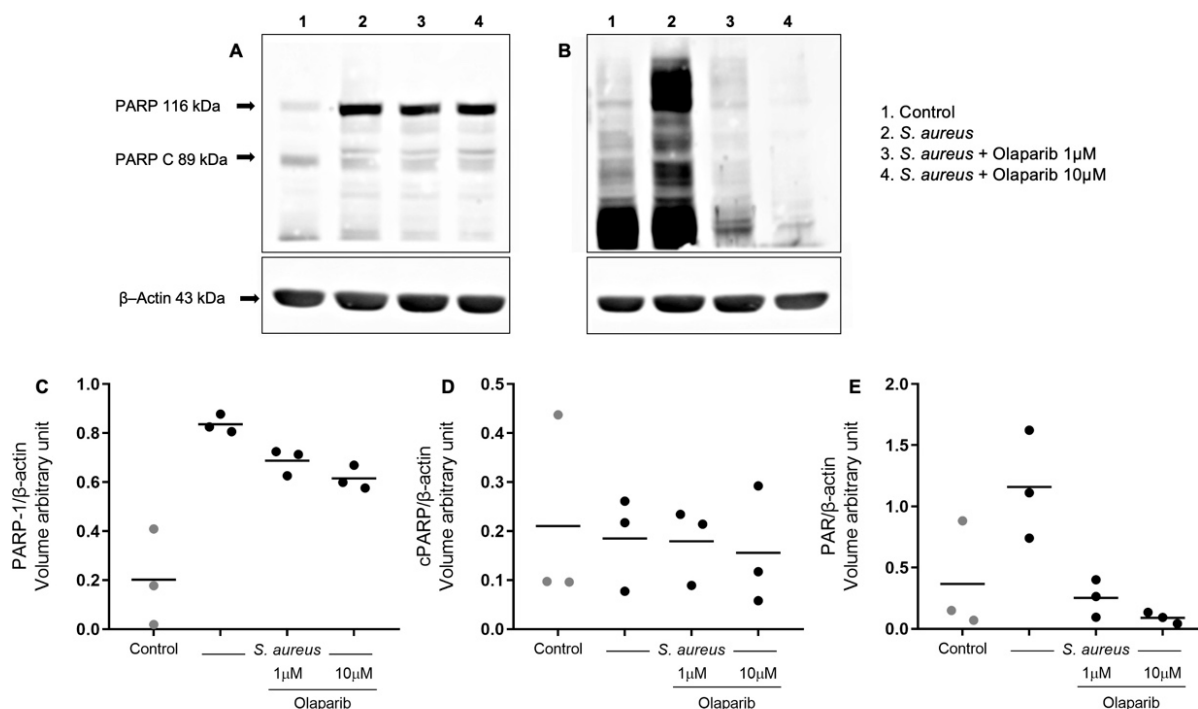 1 2 3 4
A
PARP 116 kDa
PARP C 89 kDa
β–Actin 43 kDa
1 2 3 4
B
1. Control
2. S. aureus
3. S. aureus + Olaparib 1μM
4. S. aureus + Olaparib 10μM
C
PARP-1/β-actin
Volume arbitrary unit
1.0
0.8
0.6
0.4
0.2
0.0
Control
S. aureus
1μM 10μM
Olaparib
D
cPARP/β-actin
Volume arbitrary unit
0.5
0.4
0.3
0.2
0.1
0.0
Control
S. aureus
1μM 10μM
Olaparib
E
PAR/β-actin
Volume arbitrary unit
2.0
1.5
1.0
0.5
0.0
Control
S. aureus
1μM 10μM
Olaparib